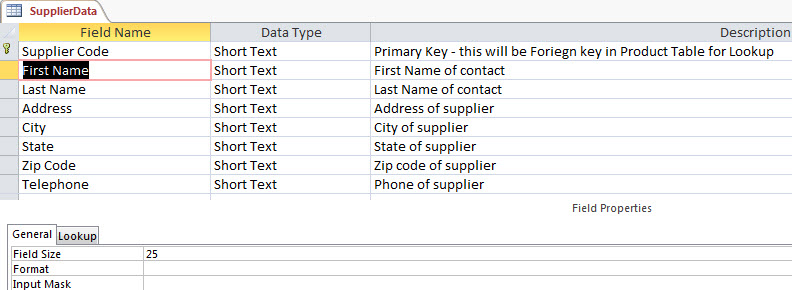 SupplierData
Field Name Data Type Description
Supplier Code Short Text Primary Key - this will be Foriegn key in Product Table for Lookup
First Name Short Text First Name of contact
Last Name Short Text Last Name of contact
Address Short Text Address of supplier
City Short Text City of supplier
State Short Text State of supplier
Zip Code Short Text Zip code of supplier
Telephone Short Text Phone of supplier
Field Properties
General Lookup
Field Size 25
Format
Input Mask